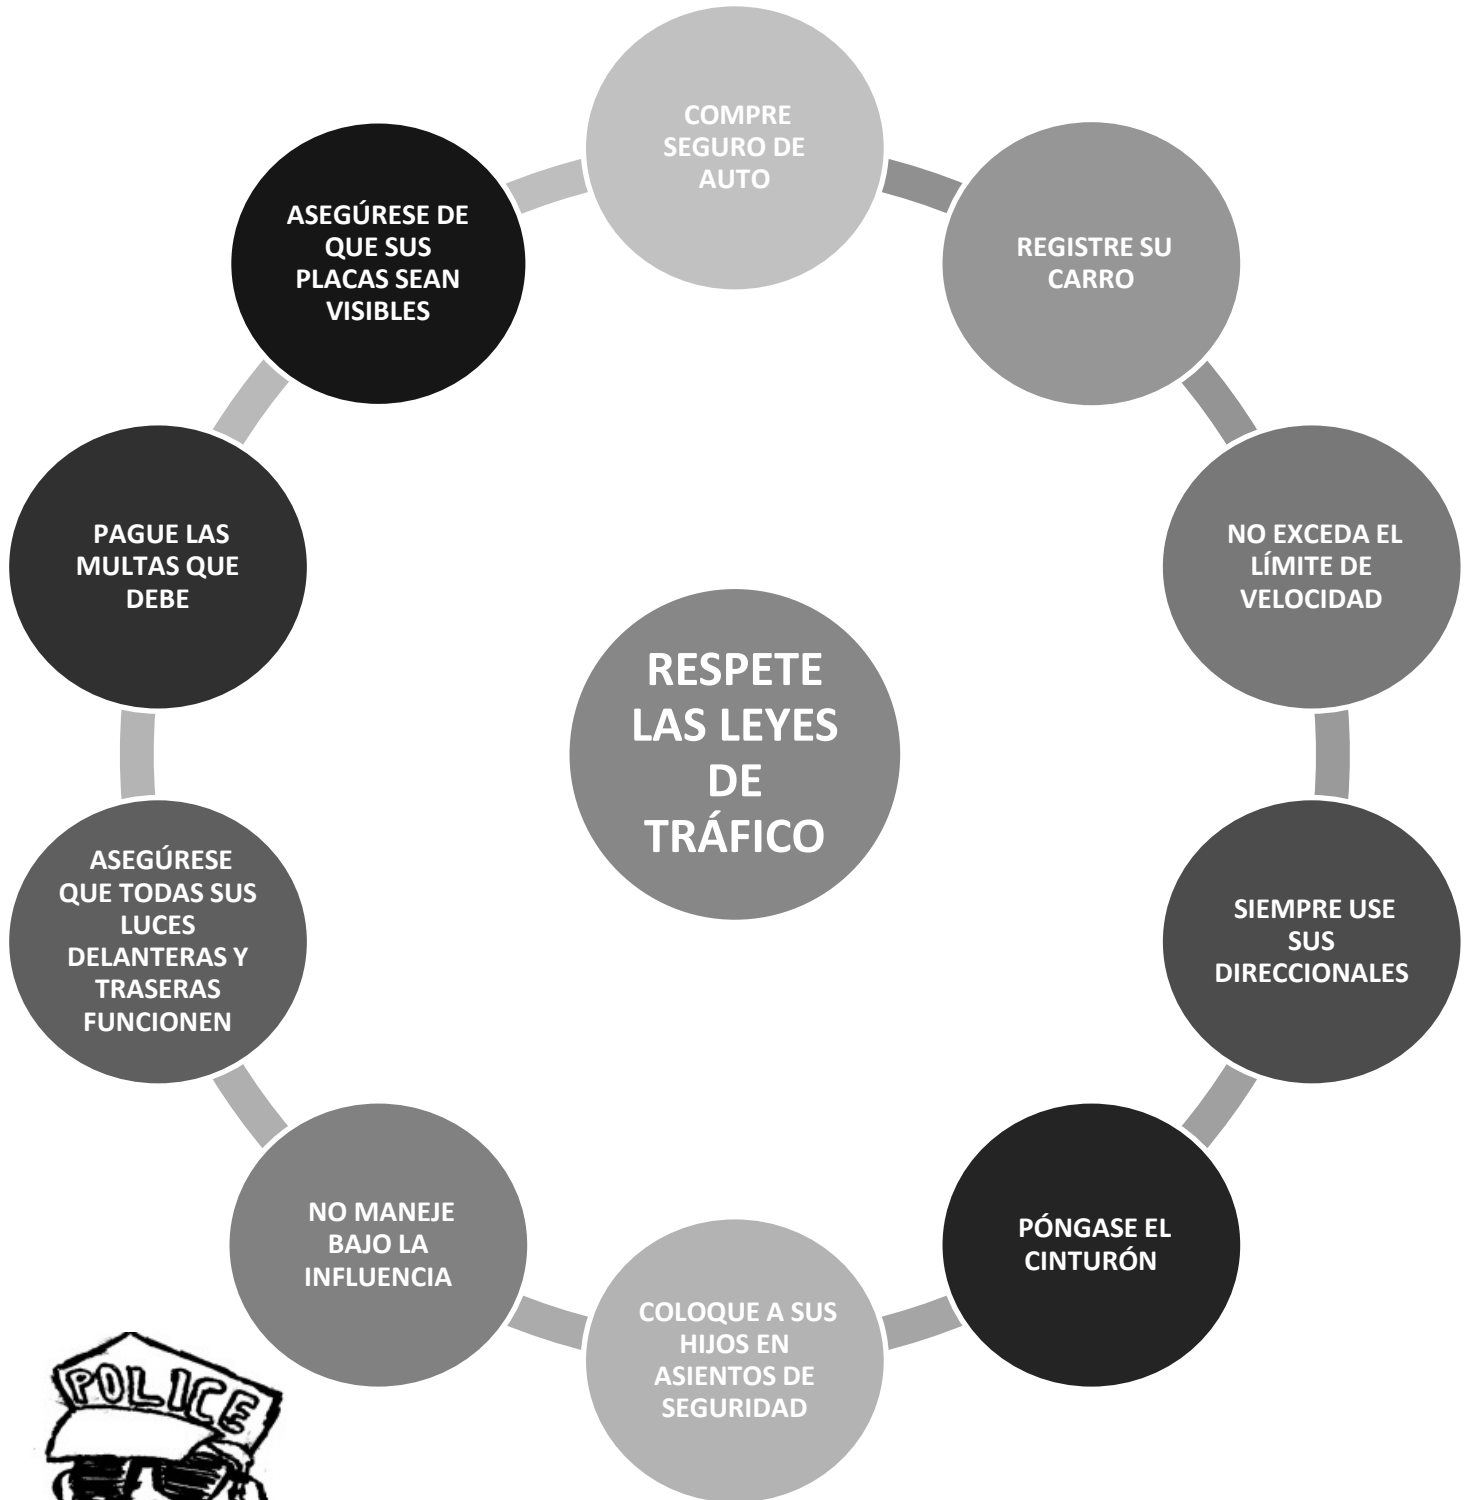 COMPRE
SEGURO DE
AUTO
REGISTRE SU
CARRO
NO EXCEDA EL
LÍMITE DE
VELOCIDAD
SIEMPRE USE
SUS
DIRECCIONALES
PÓNGASE EL
CINTURÓN
COLOQUE A SUS
HIJOS EN
ASIENTOS DE
SEGURIDAD
NO MANEJE
BAJO LA
INFLUENCIA
ASEGÚRESE
QUE TODAS SUS
LUCES
DELANTERAS Y
TRASERAS
FUNCIONEN
PAGUE LAS
MULTAS QUE
DEBE
ASEGÚRESE DE
QUE SUS
PLACAS SEAN
VISIBLES
RESPETE
LAS LEYES
DE
TRÁFICO
POLICE